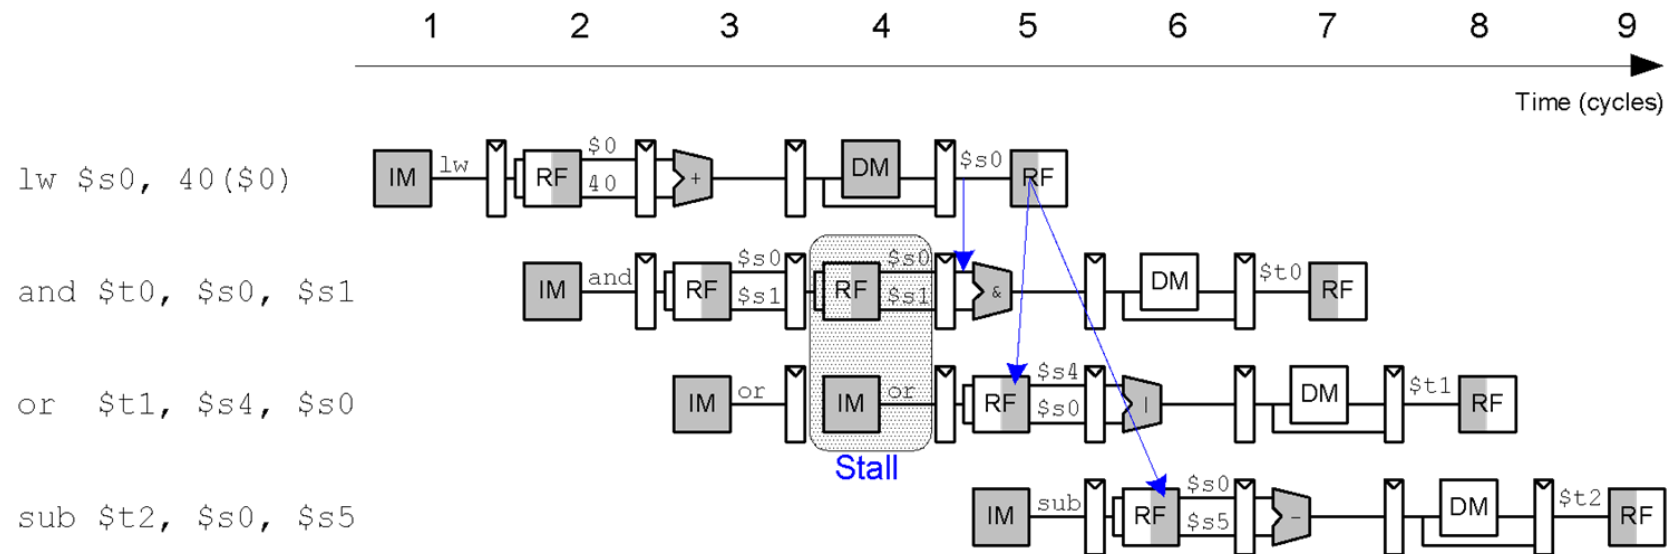 1 2 3 4 5 6 7 8 9
Time (cycles)
lw $s0, 40($0) IM lw RF $0 40 + DM $s0 RF
and $t0, $s0, $s1 IM and RF $s0 $s1 RF $s0 $s1 & DM $t0 RF
or $t1, $s4, $s0 IM or IM or RF $s4 $s0 | DM $t1 RF
Stall
sub $t2, $s0, $s5 IM sub RF $s0 $s5 - DM $t2 RF